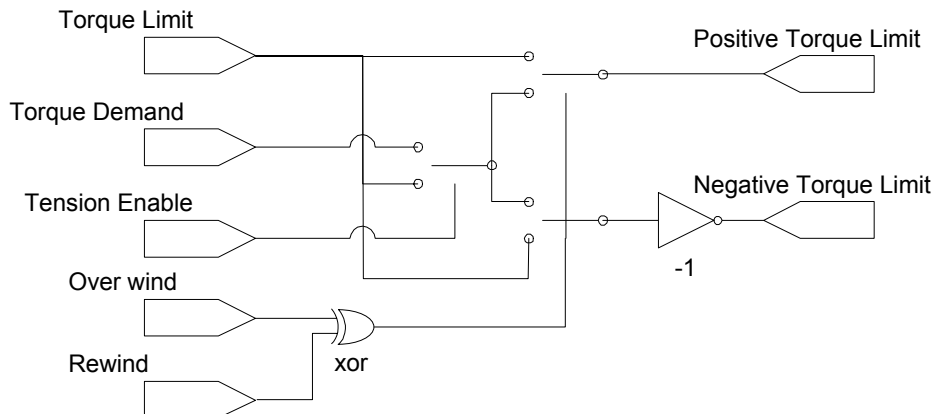 Torque Limit
Positive Torque Limit
Torque Demand
Tension Enable
Negative Torque Limit
Over wind
-1
Rewind
xor